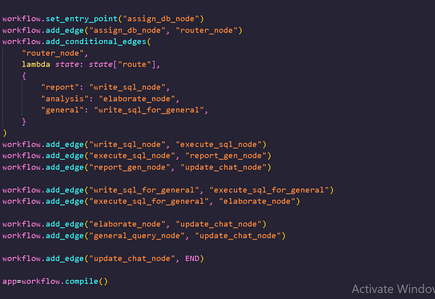 workflow.set_entry_point("assign_db_node")
workflow.add_edge("assign_db_node", "router_node")
workflow.add_conditional_edges(
    "router_node",
    lambda state: state["route"],
    {
        "report": "write_sql_node",
        "analysis": "elaborate_node",
        "general": "write_sql_for_general",
    }
)
workflow.add_edge("write_sql_node", "execute_sql_node")
workflow.add_edge("execute_sql_node", "report_gen_node")
workflow.add_edge("report_gen_node", "update_chat_node")
workflow.add_edge("write_sql_for_general", "execute_sql_for_general")
workflow.add_edge("execute_sql_for_general", "elaborate_node")
workflow.add_edge("elaborate_node", "update_chat_node")
workflow.add_edge("general_query_node", "update_chat_node")
workflow.add_edge("update_chat_node", END)
app=workflow.compile()
Activate Window